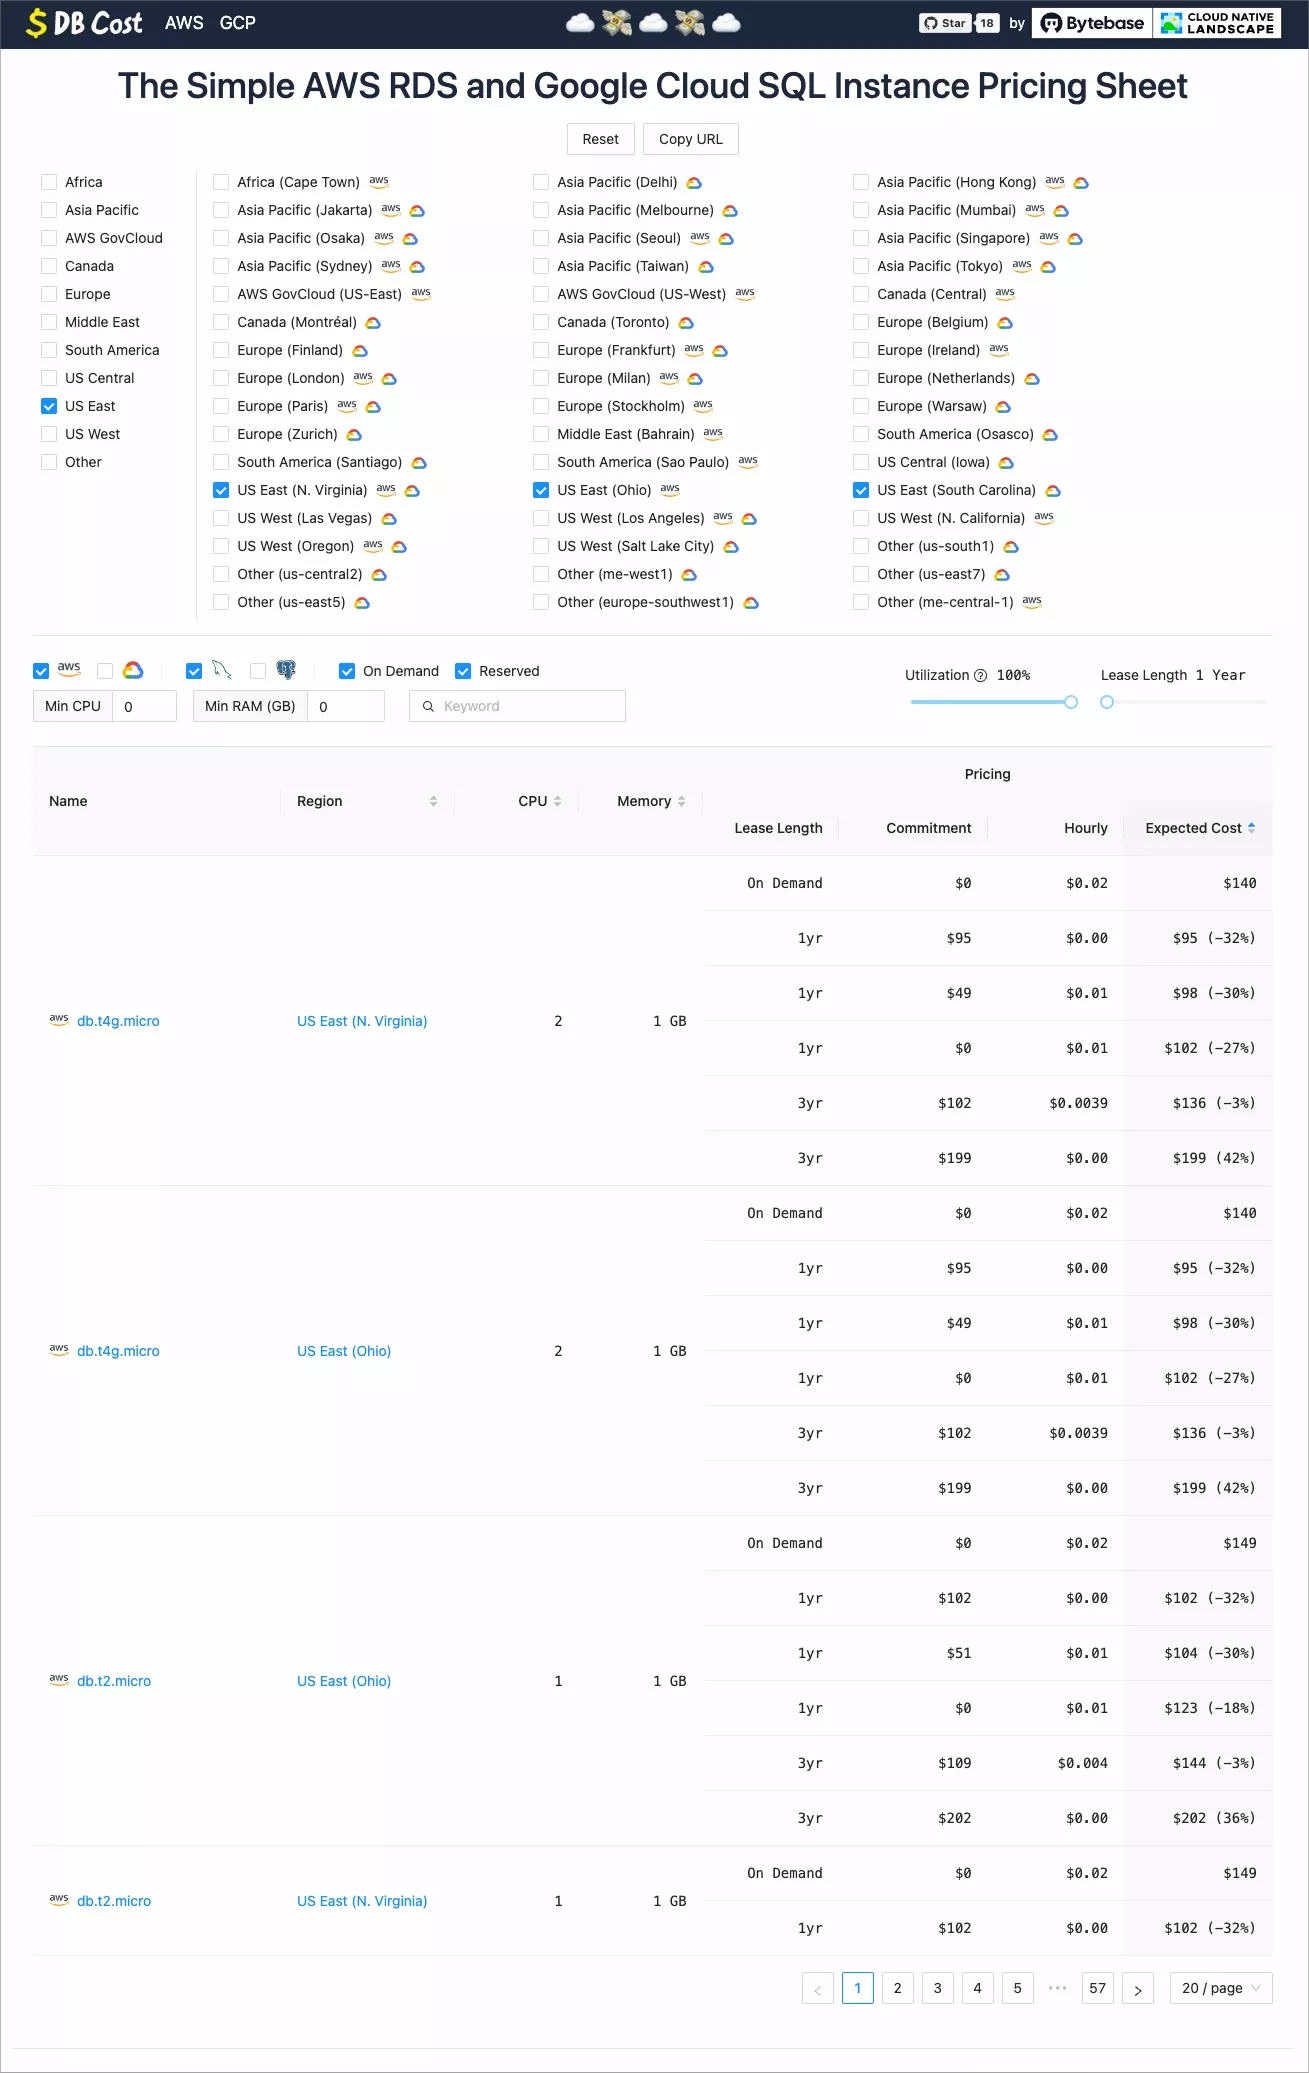 $ DB Cost AWS GCP Star 18 by Bytebase CLOUD NATIVE LANDSCAPE
The Simple AWS RDS and Google Cloud SQL Instance Pricing Sheet
Reset Copy URL
Africa Africa (Cape Town) aws Asia Pacific (Delhi) Asia Pacific (Hong Kong) aws
Asia Pacific Asia Pacific (Jakarta) aws Asia Pacific (Melbourne) Asia Pacific (Mumbai) aws
AWS GovCloud Asia Pacific (Osaka) aws Asia Pacific (Seoul) aws Asia Pacific (Singapore) aws
Canada Asia Pacific (Sydney) aws Asia Pacific (Taiwan) Asia Pacific (Tokyo) aws
Europe AWS GovCloud (US-East) aws AWS GovCloud (US-West) aws Canada (Central) aws
Middle East Canada (Montréal) Canada (Toronto) Europe (Belgium)
South America Europe (Finland) Europe (Frankfurt) aws Europe (Ireland) aws
US Central Europe (London) aws Europe (Milan) aws Europe (Netherlands)
US East Europe (Paris) aws Europe (Stockholm) aws Europe (Warsaw)
US West Europe (Zurich) Middle East (Bahrain) aws South America (Osasco)
Other South America (Santiago) South America (Sao Paulo) aws US Central (Iowa)
US East (N. Virginia) aws US East (Ohio) aws US East (South Carolina)
US West (Las Vegas) US West (Los Angeles) aws US West (N. California) aws
US West (Oregon) aws US West (Salt Lake City) Other (us-south1)
Other (us-central2) Other (me-west1) Other (us-east7)
Other (us-east5) Other (europe-southwest1) Other (me-central-1) aws
aws On Demand Reserved Utilization ? 100% Lease Length 1 Year
Min CPU 0 Min RAM (GB) 0 Keyword
Pricing
Name Region CPU Memory
Lease Length Commitment Hourly Expected Cost
On Demand $0 $0.02 $140
1yr $95 $0.00 $95 (-32%)
1yr $49 $0.01 $98 (-30%)
aws db.t4g.micro US East (N. Virginia) 2 1 GB
1yr $0 $0.01 $102 (-27%)
3yr $102 $0.0039 $136 (-3%)
3yr $199 $0.00 $199 (42%)
On Demand $0 $0.02 $140
1yr $95 $0.00 $95 (-32%)
1yr $49 $0.01 $98 (-30%)
aws db.t4g.micro US East (Ohio) 2 1 GB
1yr $0 $0.01 $102 (-27%)
3yr $102 $0.0039 $136 (-3%)
3yr $199 $0.00 $199 (42%)
On Demand $0 $0.02 $149
1yr $102 $0.00 $102 (-32%)
1yr $51 $0.01 $104 (-30%)
aws db.t2.micro US East (Ohio) 1 1 GB
1yr $0 $0.01 $123 (-18%)
3yr $109 $0.004 $144 (-3%)
3yr $202 $0.00 $202 (36%)
On Demand $0 $0.02 $149
aws db.t2.micro US East (N. Virginia) 1 1 GB
1yr $102 $0.00 $102 (-32%)
< 1 2 3 4 5 ••• 57 > 20 / page